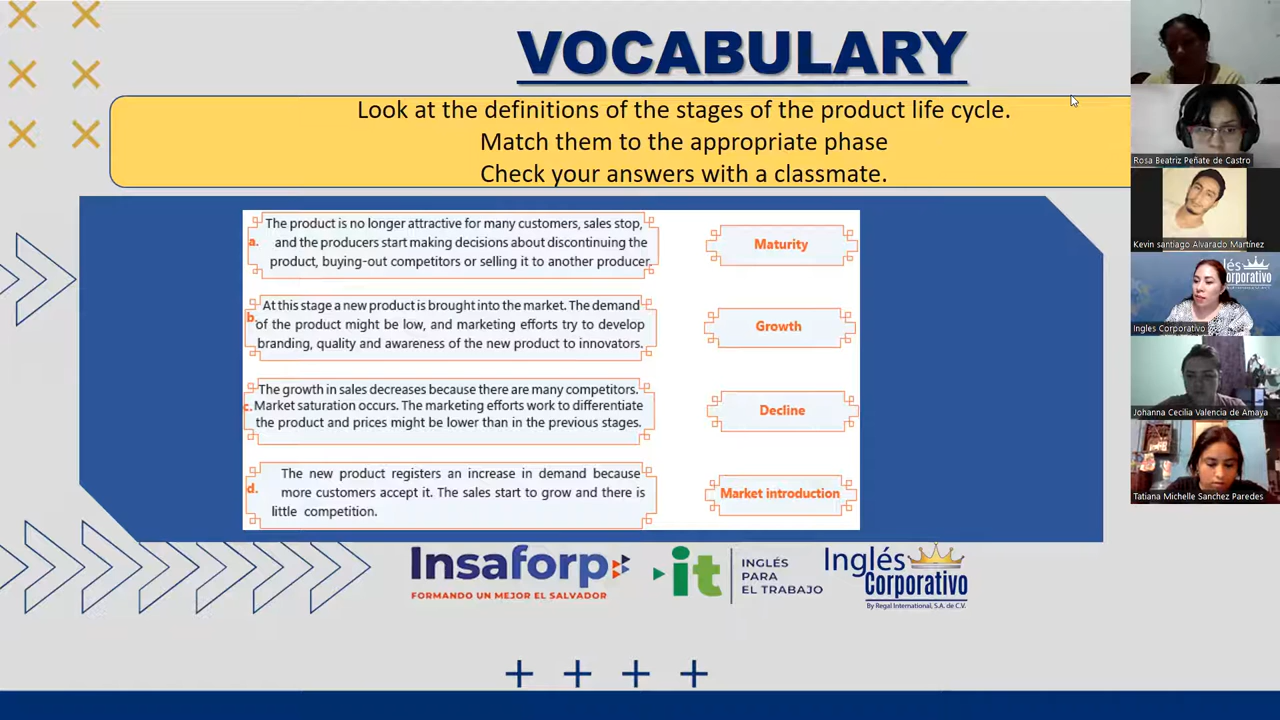 VOCABULARY
Look at the definitions of the stages of the product life cycle.
Match them to the appropriate phase
Check your answers with a classmate.
a. The product is no longer attractive for many customers, sales stop,
and the producers start making decisions about discontinuing the
product, buying-out competitors or selling it to another producer.
Maturity
b. At this stage a new product is brought into the market. The demand
of the product might be low, and marketing efforts try to develop
branding, quality and awareness of the new product to innovators.
Growth
c. The growth in sales decreases because there are many competitors.
Market saturation occurs. The marketing efforts work to differentiate
the product and prices might be lower than in the previous stages.
Decline
d. The new product registers an increase in demand because
more customers accept it. The sales start to grow and there is
little competition.
Market introduction
Insaforp
FORMANDO UN MEJOR EL SALVADOR
it
INGLÉS
PARA
EL TRABAJO
Inglés
Corporativo
By Regal International, S.A. de C.V.
Rosa Beatriz Peñate de Castro
Kevin santiago Alvarado Martínez
lés
orporativo
Ingles Corporativo
Johanna Cecilia Valencia de Amaya
Tatiana Michelle Sanchez Paredes